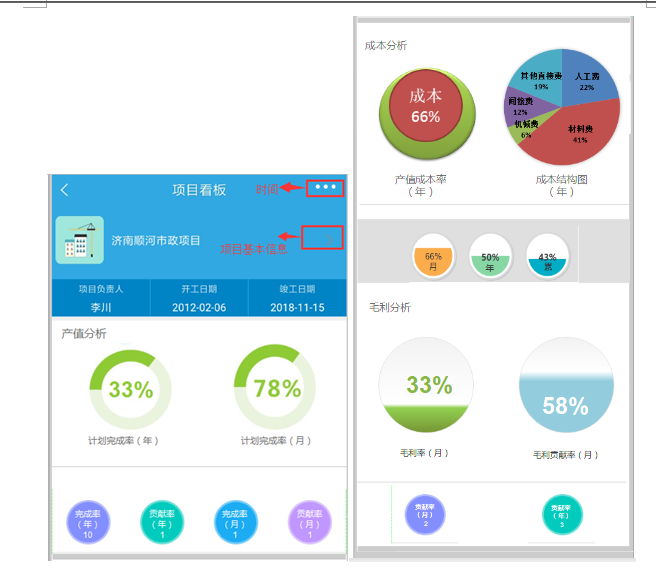 项目看板
时间
济南顺河市政项目
项目基本信息
项目负责人
开工日期
竣工日期
李川
2012-02-06
2018-11-15
产值分析
33%
78%
计划完成率（年）
计划完成率（月）
完成率
（年）
10
贡献率
（年）
1
完成率
（月）
1
贡献率
（月）
1
成本分析
成本
66%
其他直接费
19%
人工费
22%
间接费
12%
机械费
6%
材料费
41%
产值成本率
（年）
成本结构图
（年）
66%
月
50%
年
43%
累
毛利分析
33%
58%
毛利率（月）
毛利贡献率（月）
贡献率
（月）
2
贡献率
（年）
3